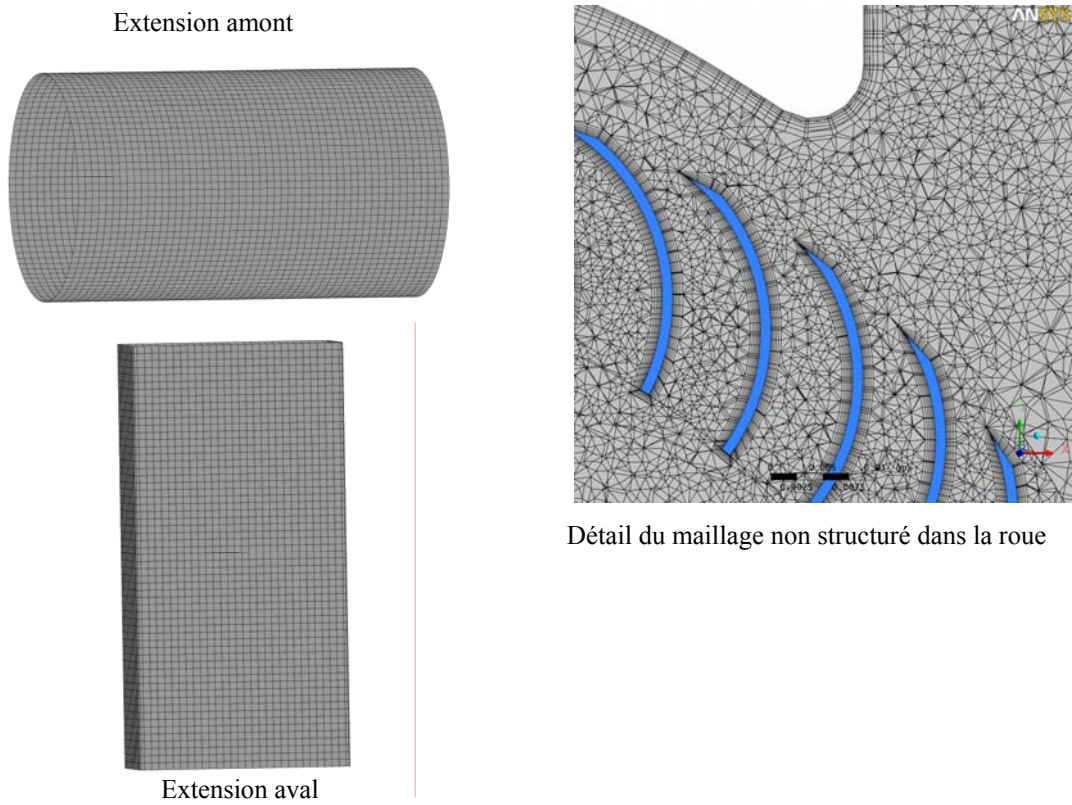 Extension amont
ANSYS
Détail du maillage non structuré dans la roue
Extension aval